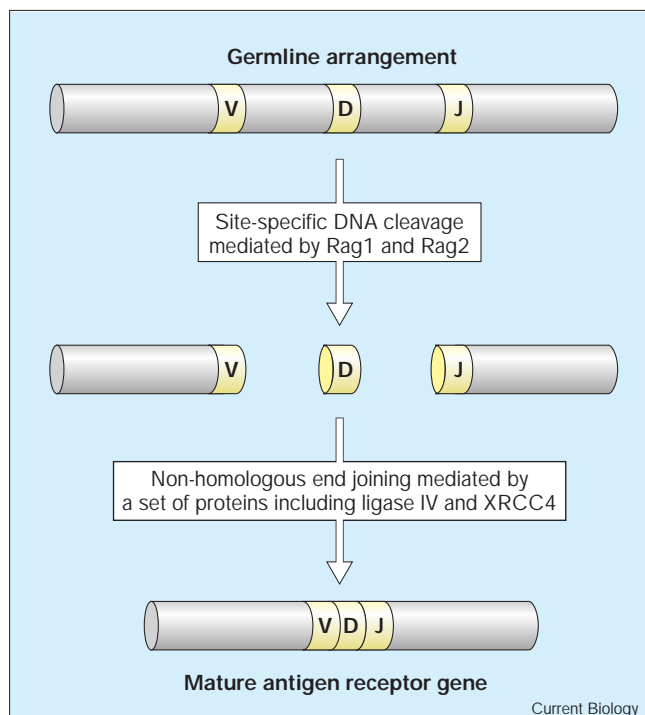 Germline arrangement
V D J
Site-specific DNA cleavage
mediated by Rag1 and Rag2
V D J
Non-homologous end joining mediated by
a set of proteins including ligase IV and XRCC4
V D J
Mature antigen receptor gene
Current Biology